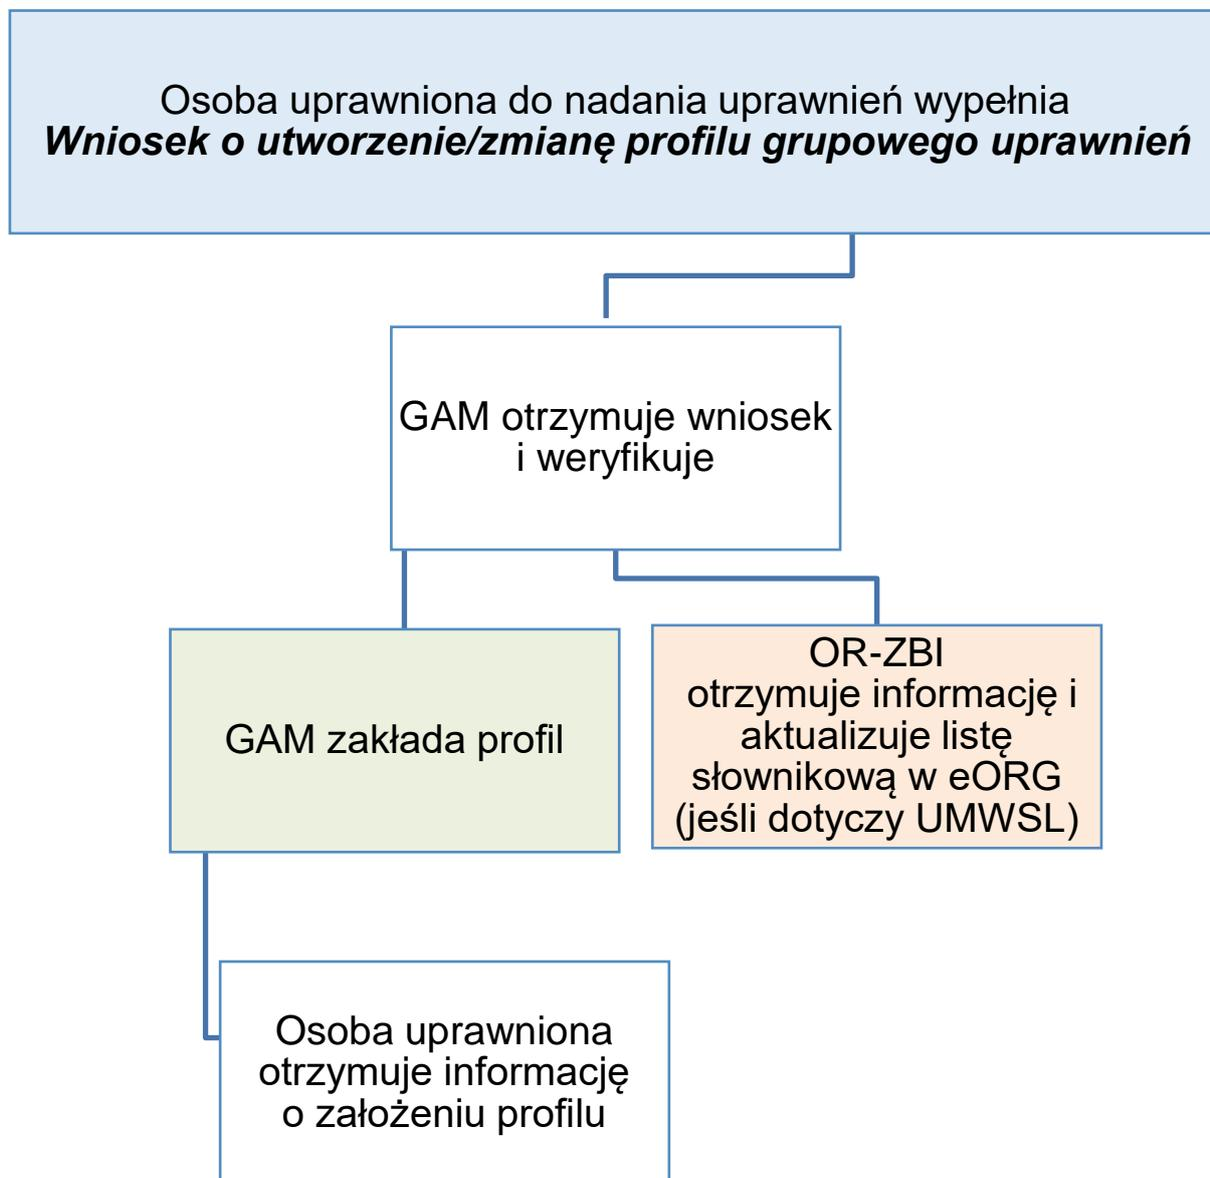 Osoba uprawniona do nadania uprawnień wypełnia
Wniosek o utworzenie/zmianę profilu grupowego uprawnień
GAM otrzymuje wniosek
i weryfikuje
GAM zakłada profil
OR-ZBI
otrzymuje informację i
aktualizuje listę
słownikową w eORG
(jeśli dotyczy UMWSL)
Osoba uprawniona
otrzymuje informację
o założeniu profilu